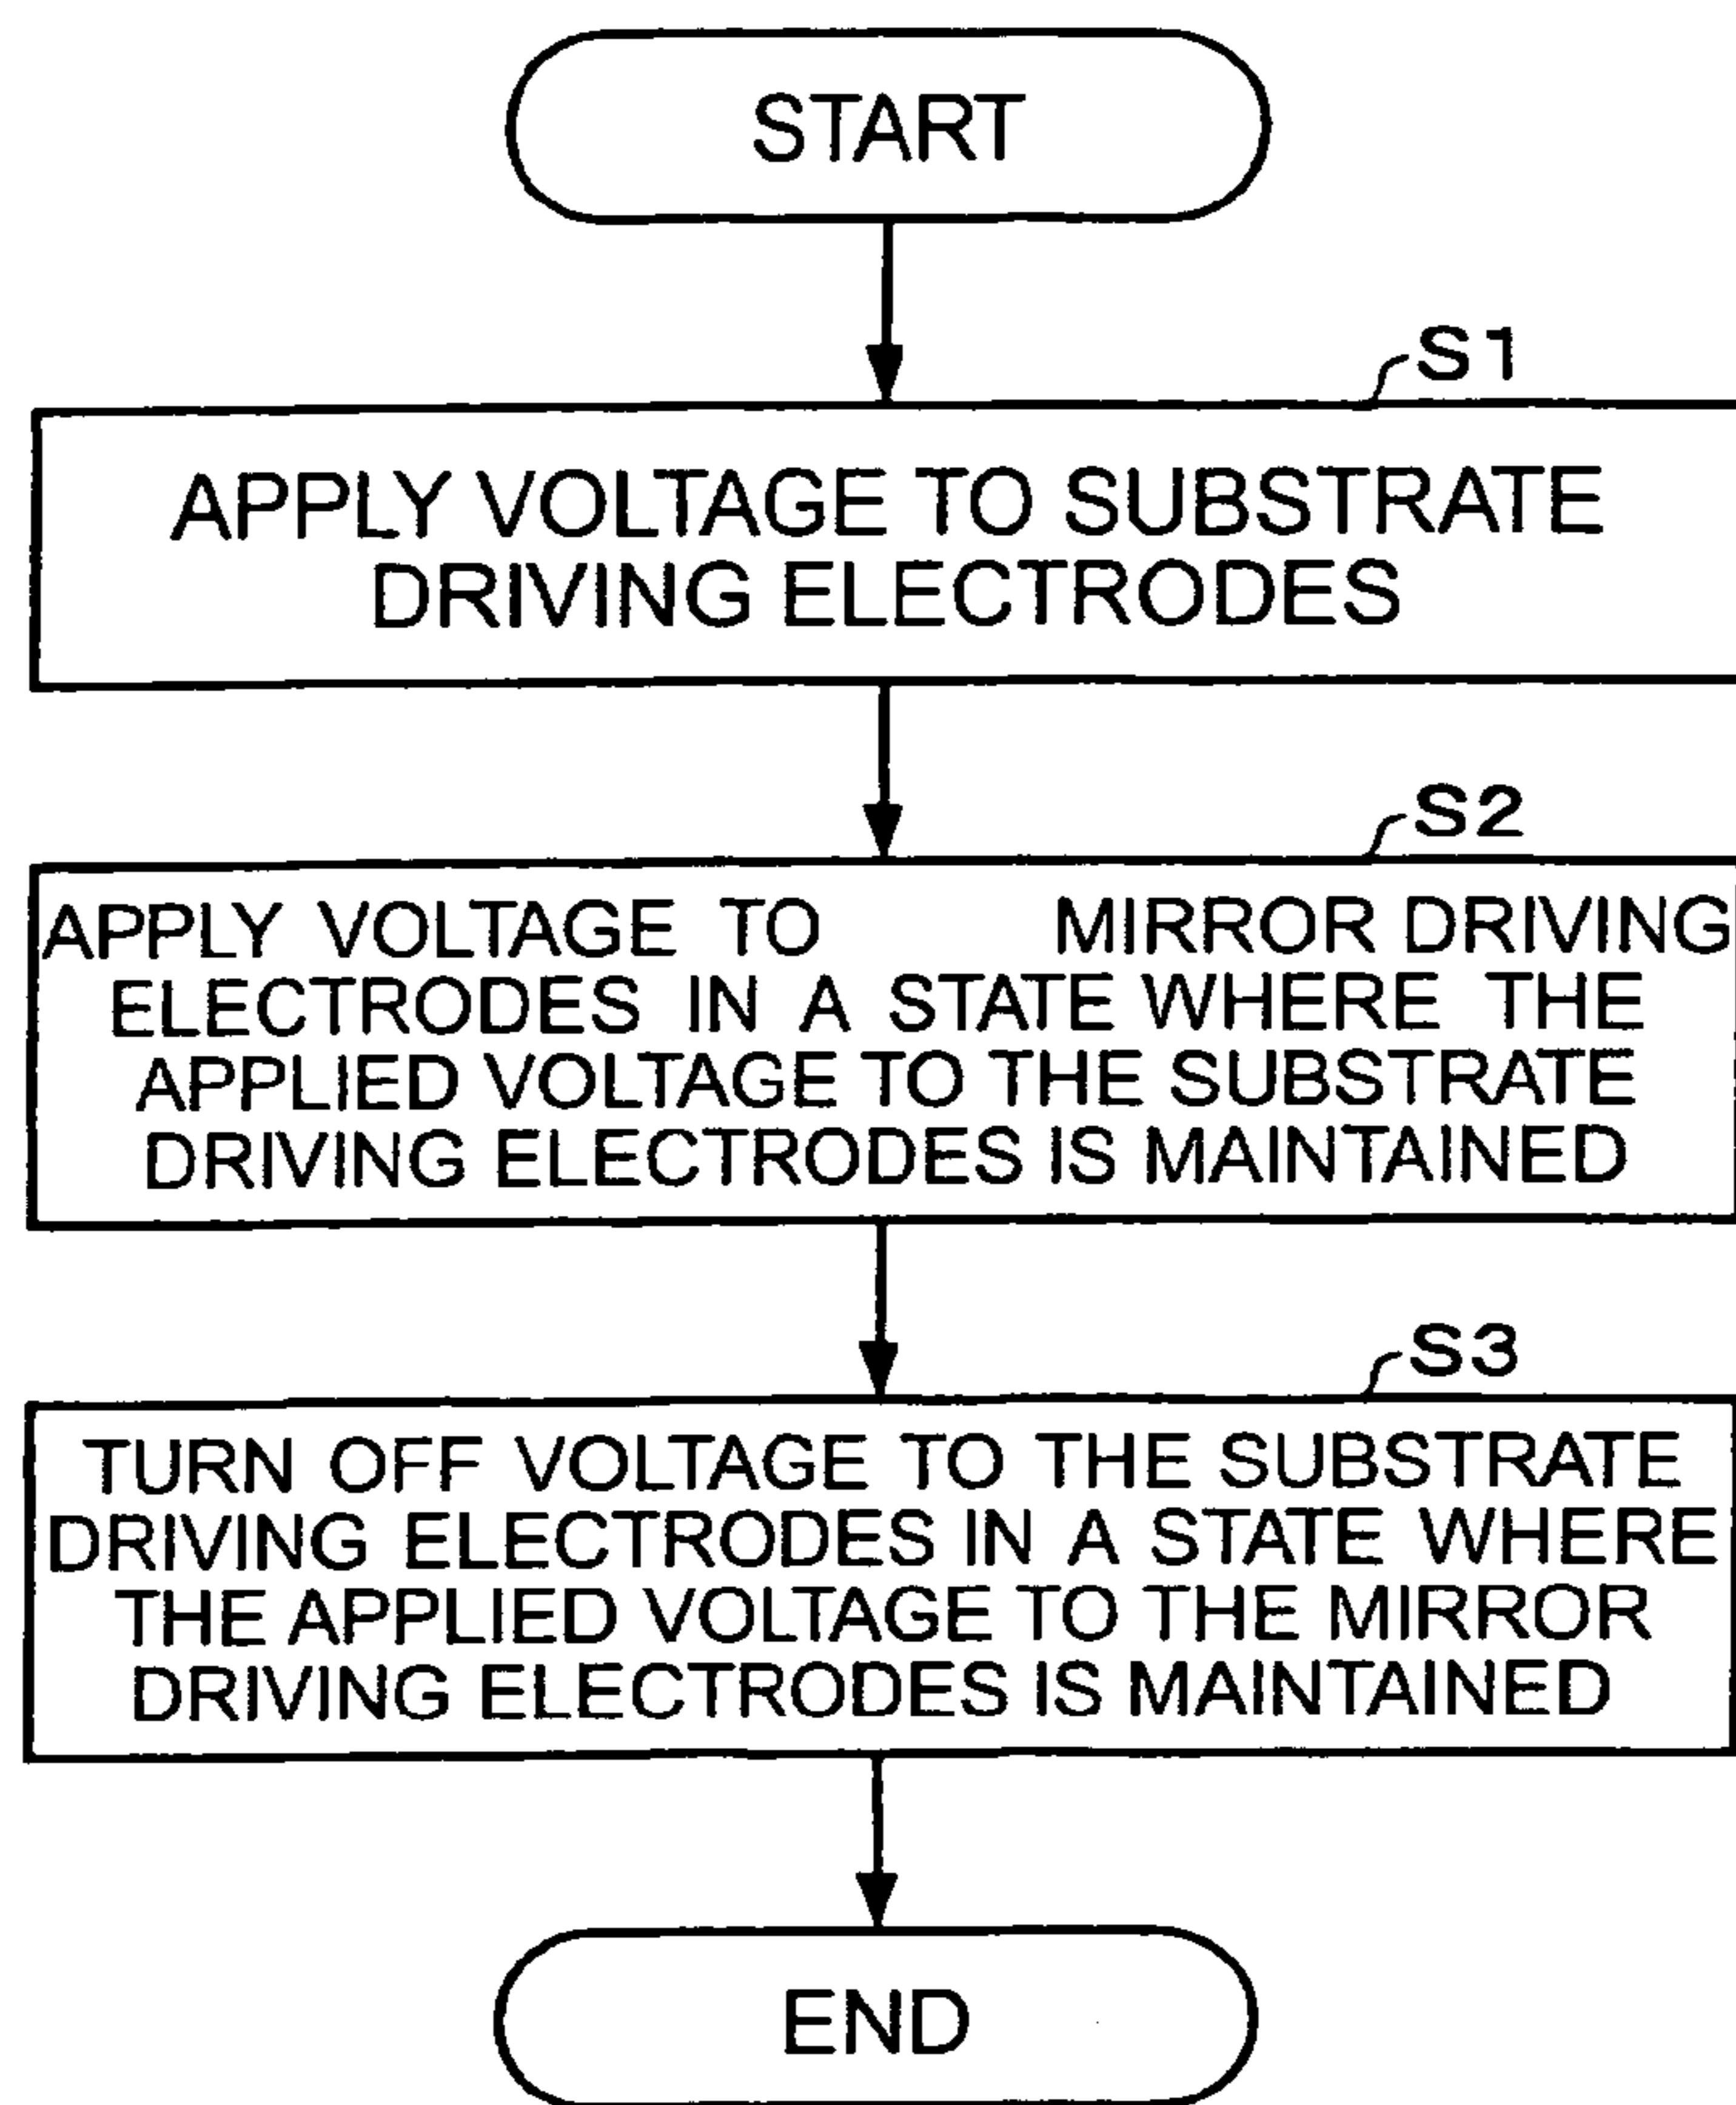 START
S1
APPLY VOLTAGE TO SUBSTRATE
DRIVING ELECTRODES
S2
APPLY VOLTAGE TO MIRROR DRIVING
ELECTRODES IN A STATE WHERE THE
APPLIED VOLTAGE TO THE SUBSTRATE
DRIVING ELECTRODES IS MAINTAINED
S3
TURN OFF VOLTAGE TO THE SUBSTRATE
DRIVING ELECTRODES IN A STATE WHERE
THE APPLIED VOLTAGE TO THE MIRROR
DRIVING ELECTRODES IS MAINTAINED
END